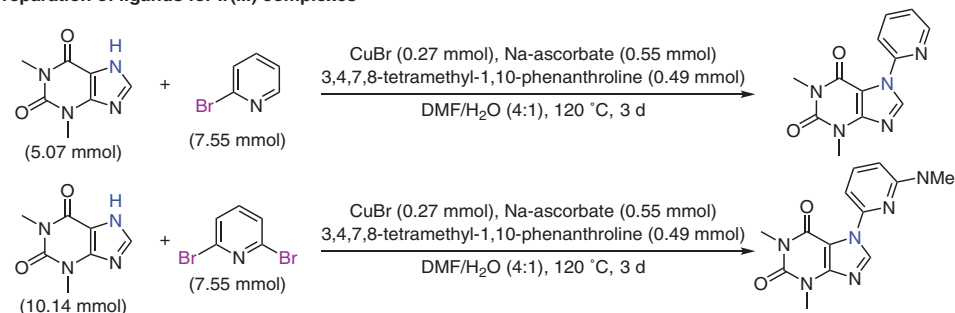 reparation of ligands for Ir(III) complexes
O
H
N
N
O
N
N
(5.07 mmol)
+
Br
N
(7.55 mmol)
CuBr (0.27 mmol), Na-ascorbate (0.55 mmol)
3,4,7,8-tetramethyl-1,10-phenanthroline (0.49 mmol)
DMF/H₂O (4:1), 120 ˚C, 3 d
O
N
N
N
O
N
N
O
H
N
N
O
N
N
(10.14 mmol)
+
Br
N
Br
(7.55 mmol)
CuBr (0.27 mmol), Na-ascorbate (0.55 mmol)
3,4,7,8-tetramethyl-1,10-phenanthroline (0.49 mmol)
DMF/H₂O (4:1), 120 ˚C, 3 d
NMe
N
O
N
N
O
N
N